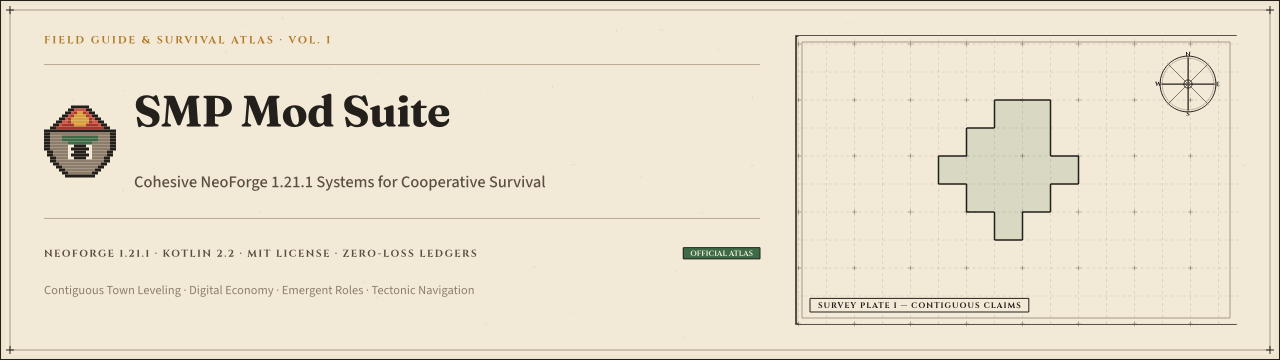 FIELD GUIDE & SURVIVAL ATLAS · VOL. I
SMP Mod Suite
Cohesive NeoForge 1.21.1 Systems for Cooperative Survival
NEOFORGE 1.21.1 · KOTLIN 2.2 · MIT LICENSE · ZERO-LOSS LEDGERS
OFFICIAL ATLAS
Contiguous Town Leveling · Digital Economy · Emergent Roles · Tectonic Navigation
N
W
E
S
SURVEY PLATE I — CONTIGUOUS CLAIMS